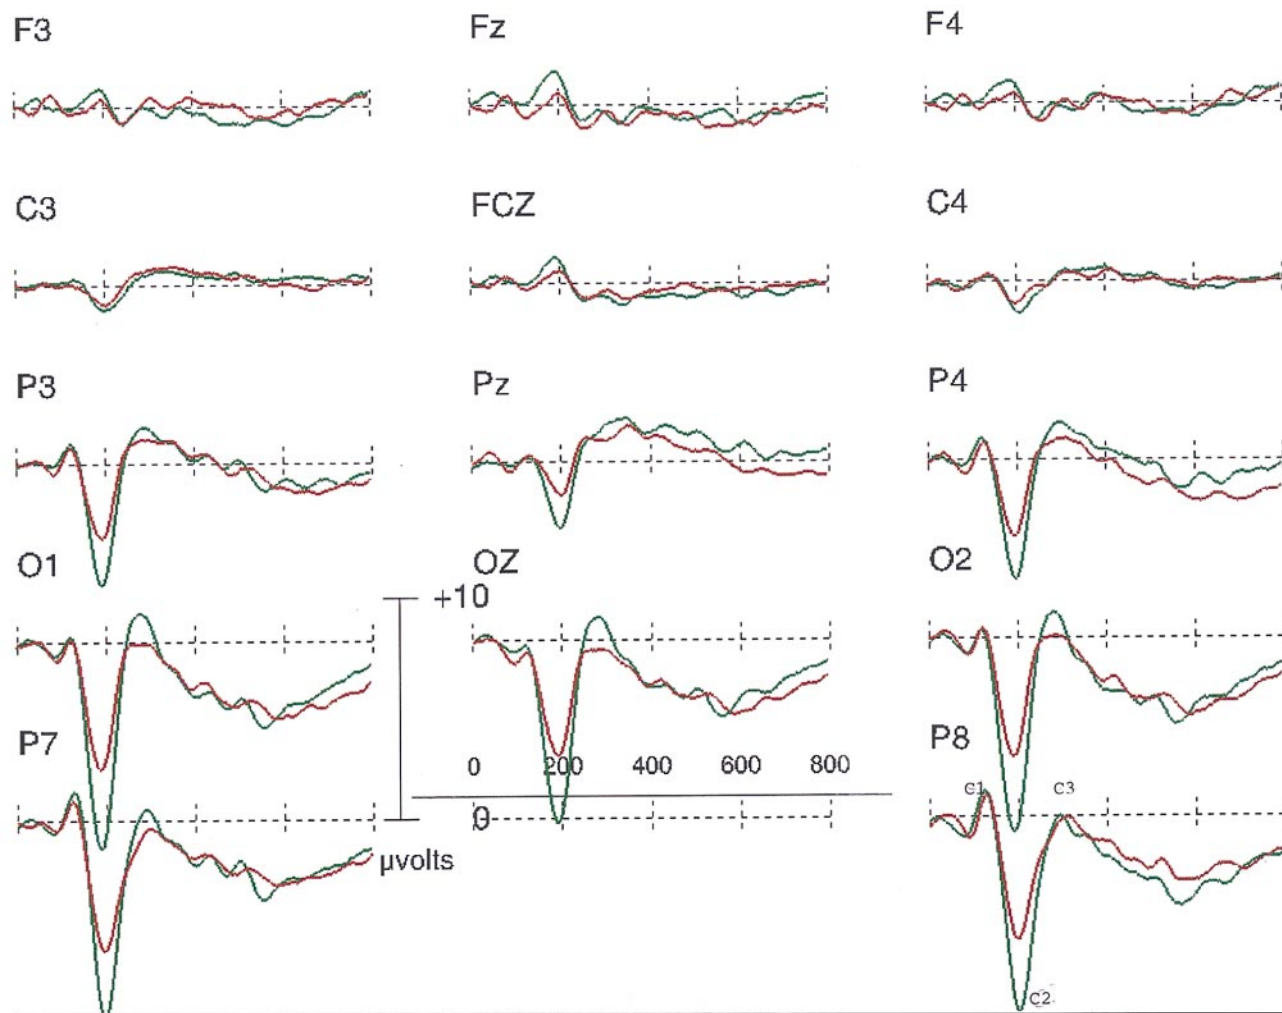 F3 Fz F4
C3 FCZ C4
P3 Pz P4
O1 OZ O2
+10
P7 P8
0 200 400 600 800
C1 C3
0
µvolts
C2